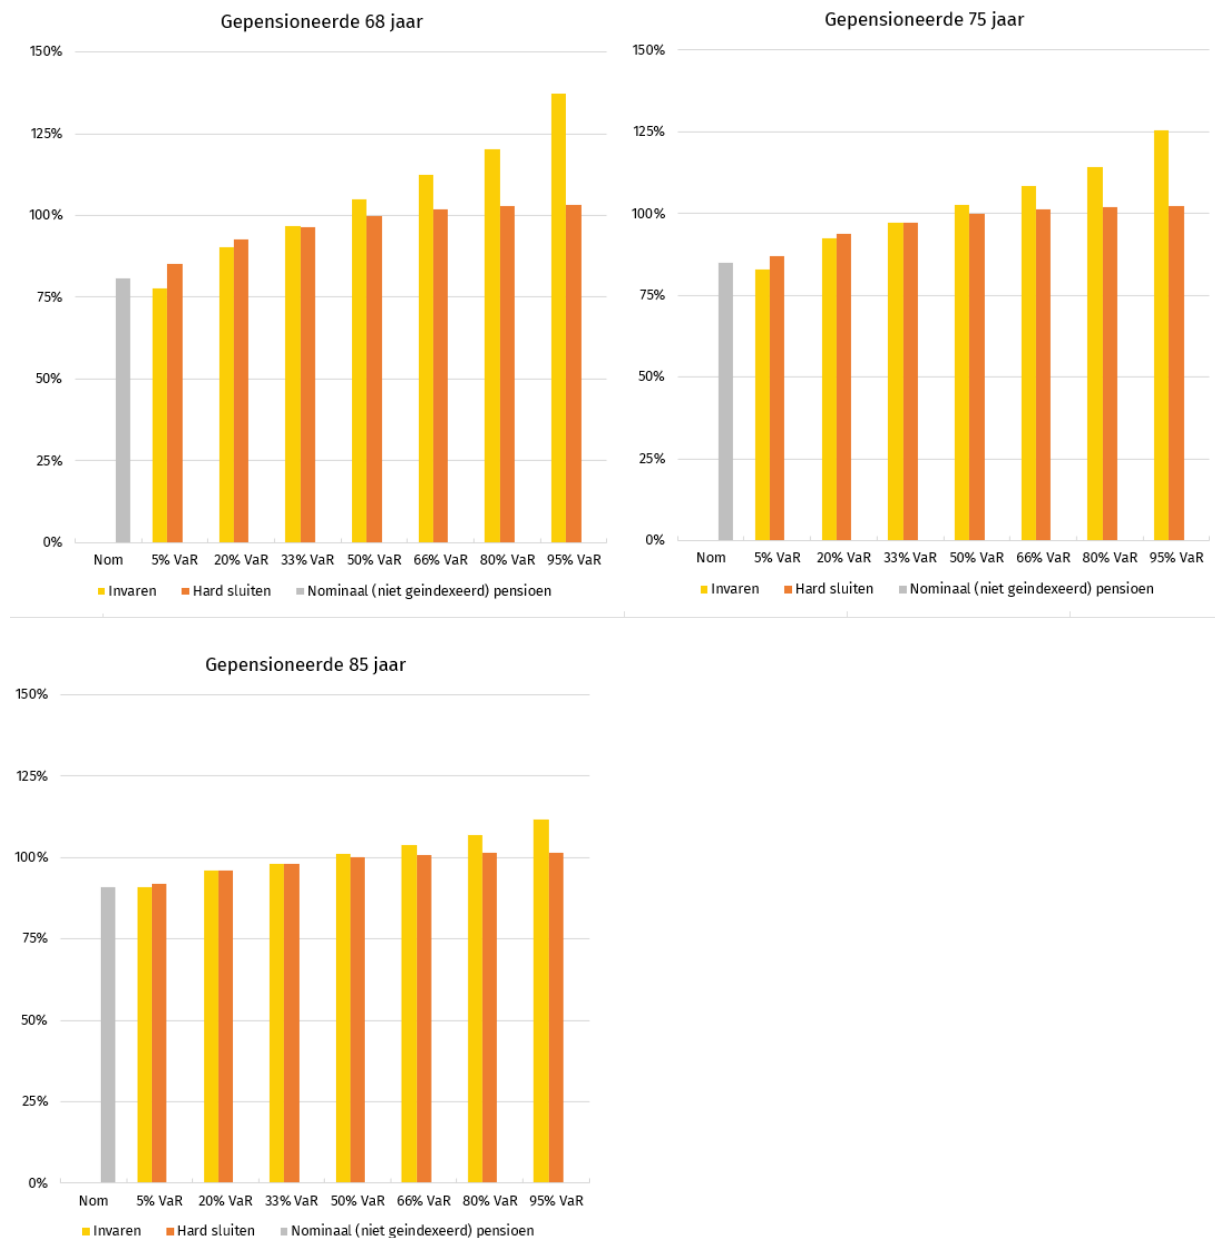 Gepensioneerde 68 jaar
150%
125%
100%
75%
50%
25%
0%
Nom 5% VaR 20% VaR 33% VaR 50% VaR 66% VaR 80% VaR 95% VaR
Invaren Hard sluiten Nominaal (niet geindexeerd) pensioen
Gepensioneerde 75 jaar
150%
125%
100%
75%
50%
25%
0%
Nom 5% VaR 20% VaR 33% VaR 50% VaR 66% VaR 80% VaR 95% VaR
Invaren Hard sluiten Nominaal (niet geindexeerd) pensioen
Gepensioneerde 85 jaar
150%
125%
100%
75%
50%
25%
0%
Nom 5% VaR 20% VaR 33% VaR 50% VaR 66% VaR 80% VaR 95% VaR
Invaren Hard sluiten Nominaal (niet geindexeerd) pensioen